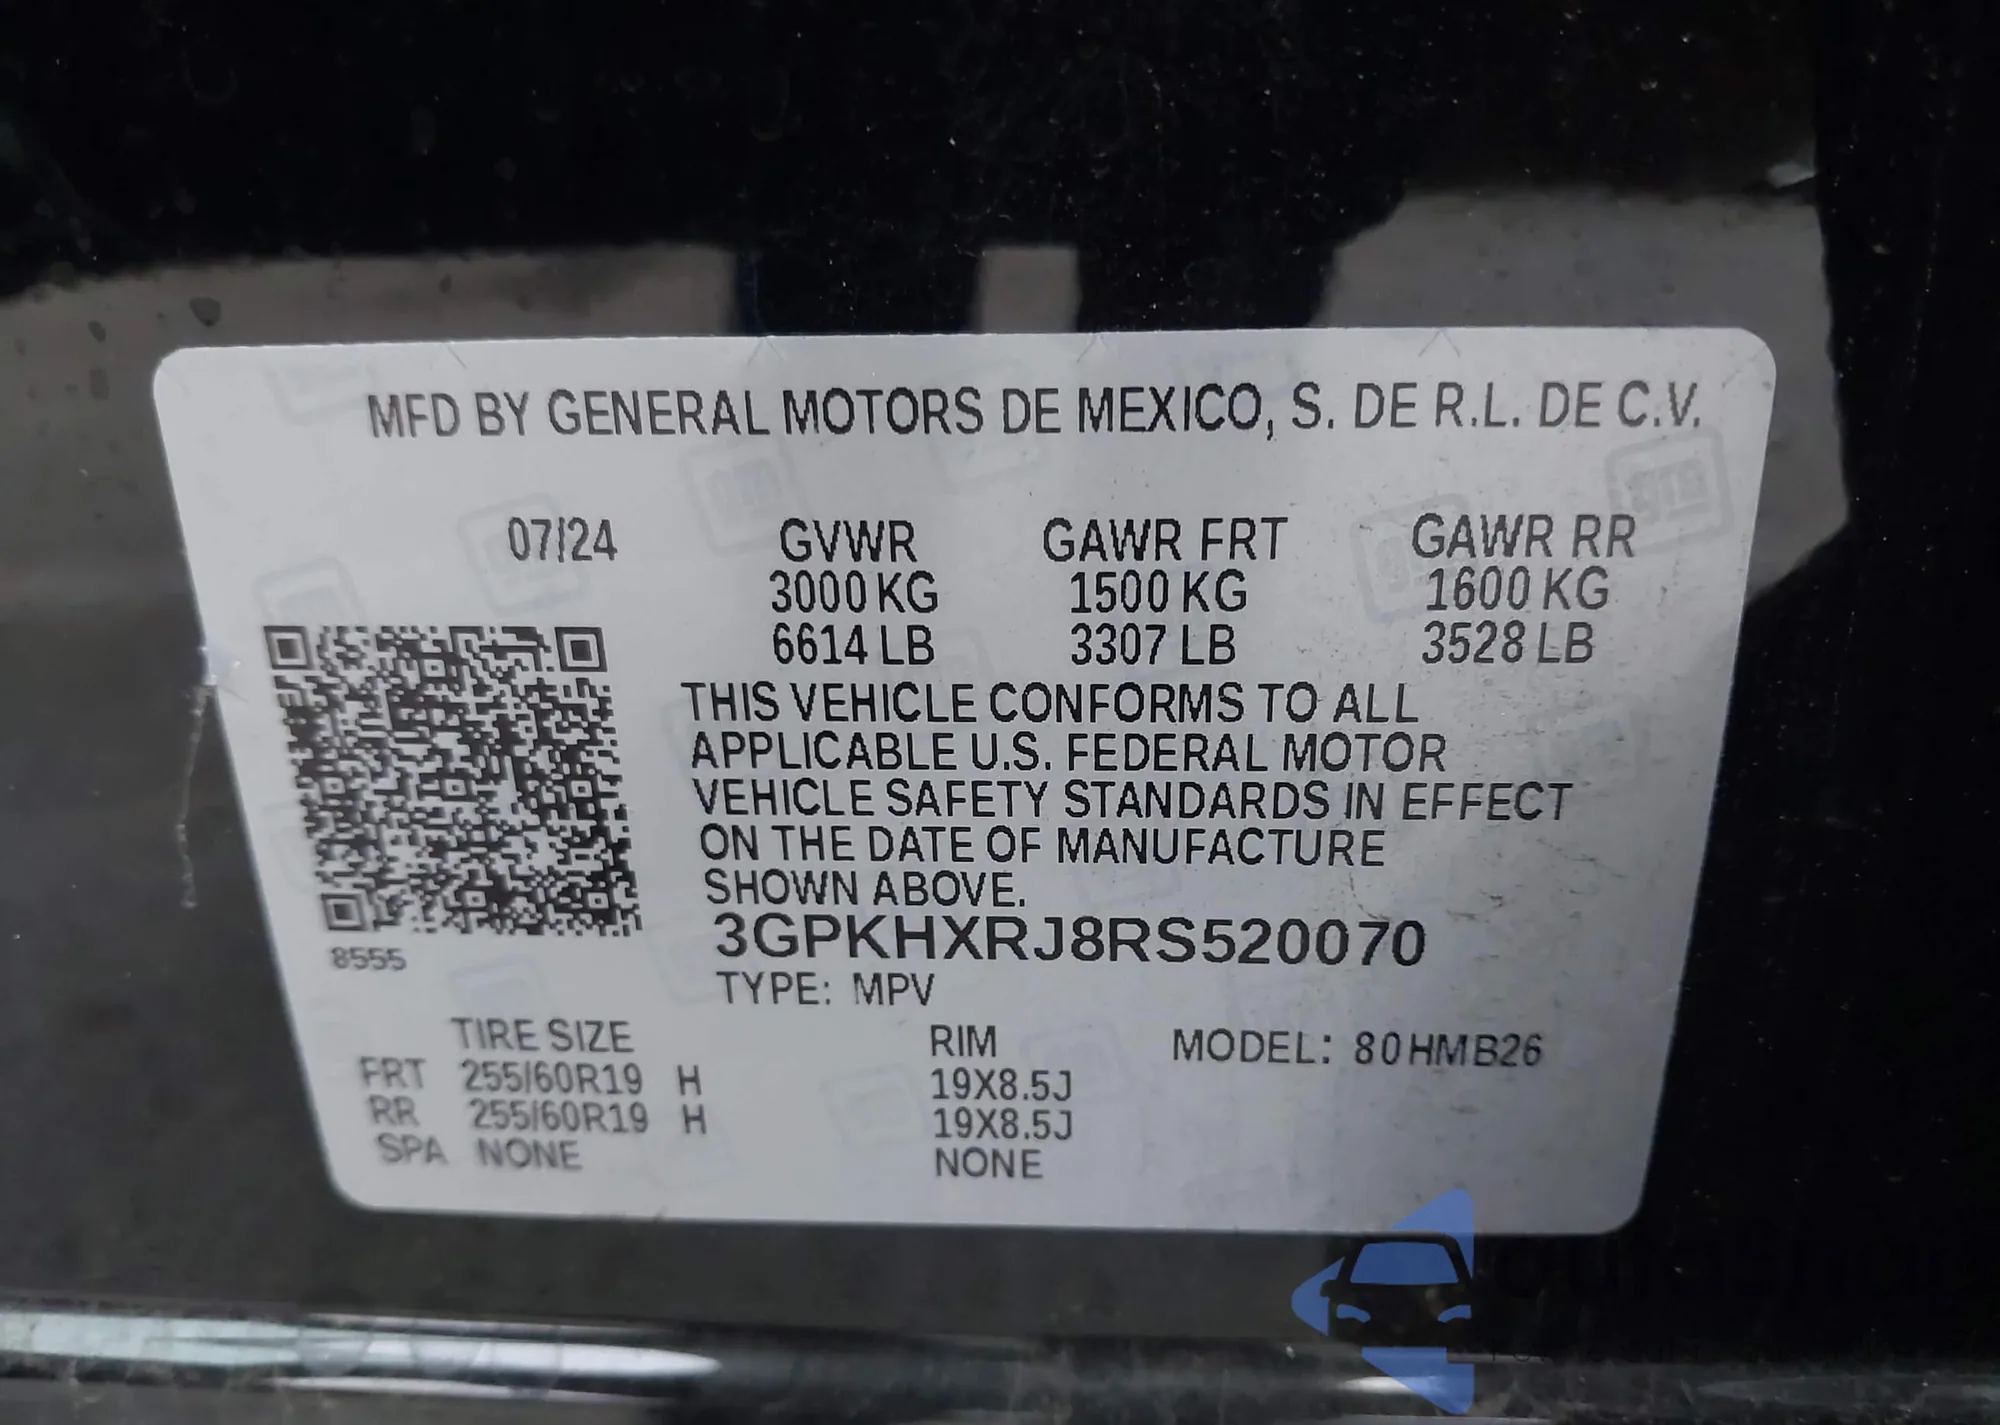 MFD BY GENERAL MOTORS DE MEXICO, S. DE R.L. DE C.V.
07/24 GVWR GAWR FRT GAWR RR
3000 KG 1500 KG 1600 KG
6614 LB 3307 LB 3528 LB
THIS VEHICLE CONFORMS TO ALL
APPLICABLE U.S. FEDERAL MOTOR
VEHICLE SAFETY STANDARDS IN EFFECT
ON THE DATE OF MANUFACTURE
SHOWN ABOVE.
3GPKHXRJ8RS520070
8555
TYPE: MPV
TIRE SIZE RIM MODEL: 80HMB26
FRT 255/60R19 H 19X8.5J
RR 255/60R19 H 19X8.5J
SPA NONE NONE